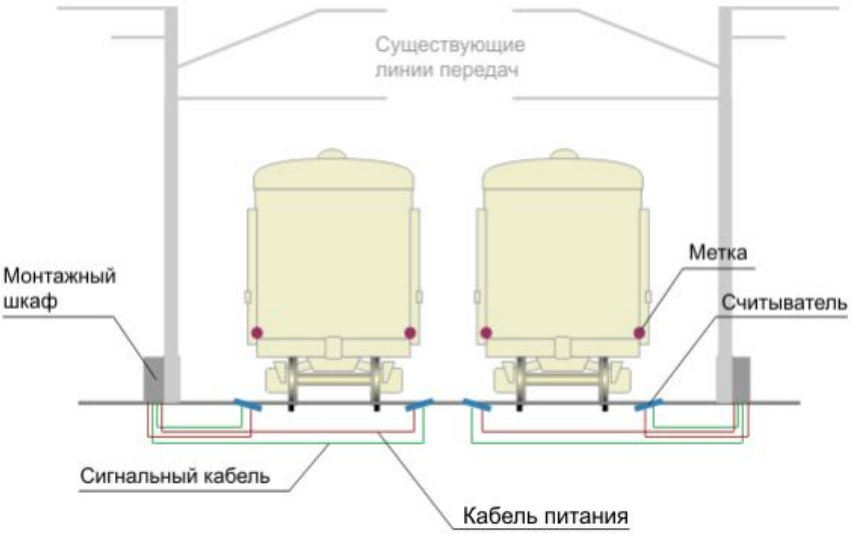 Существующие
линии передач
Метка
Монтажный
шкаф
Считыватель
Сигнальный кабель
Кабель питания